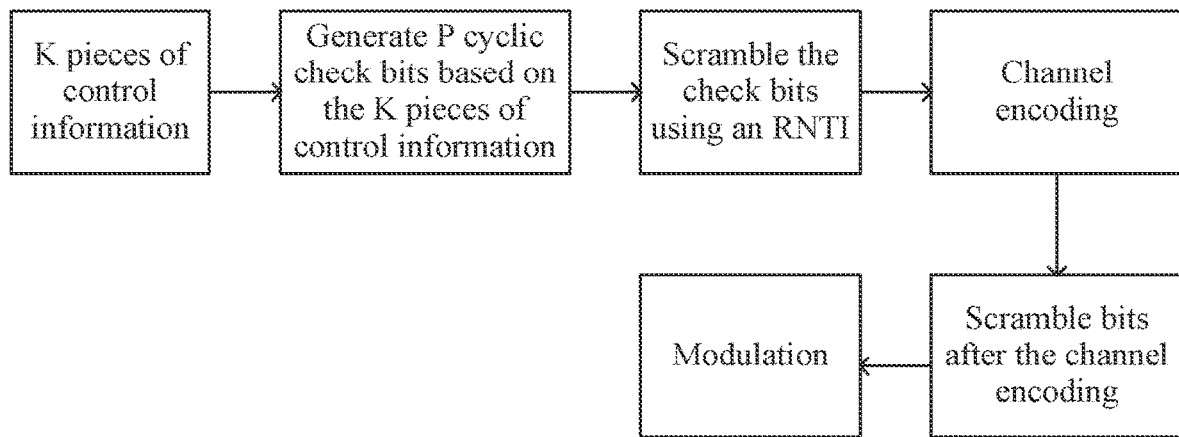 K pieces of
control
information
Generate P cyclic
check bits based on
the K pieces of
control information
Scramble the
check bits
using an RNTI
Channel
encoding
Modulation
Scramble bits
after the channel
encoding